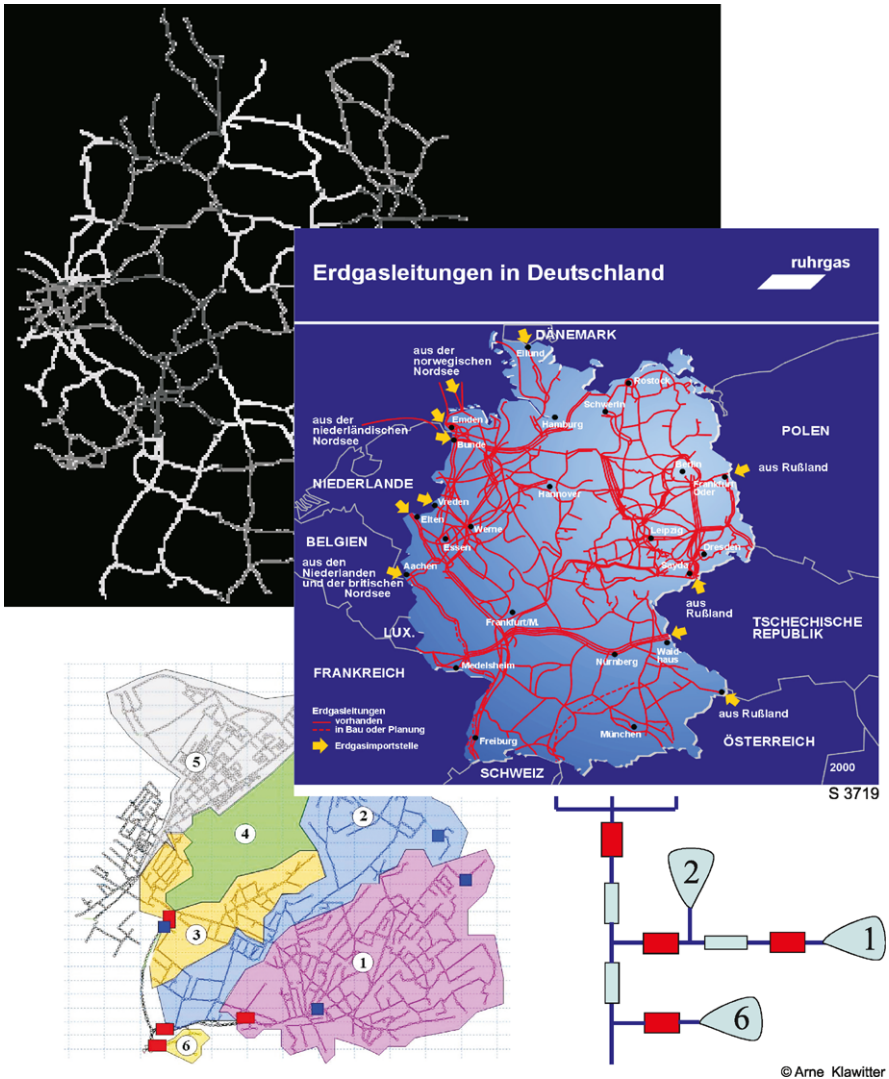 Erdgasleitungen in Deutschland
ruhrgas
DÄNEMARK
Ellund
aus der
norwegischen
Nordsee
Rostock
Schwerin
Emden
aus der
niederländischen
Nordsee
Hamburg
Bunde
POLEN
Berlin
aus Rußland
NIEDERLANDE
Frankfurt/
Oder
Hannover
Vreden
Elten
Werne
Leipzig
BELGIEN
Essen
Dresden
aus den
Niederlanden
und der britischen
Nordsee
Aachen
Sayda
aus
Rußland
TSCHECHISCHE
REPUBLIK
Frankfurt/M.
LUX.
Waid-
haus
FRANKREICH
Medelsheim
Nürnberg
Erdgasleitungen
vorhanden
in Bau oder Planung
Erdgasimportstelle
aus Rußland
München
ÖSTERREICH
Freiburg
SCHWEIZ
2000
S 3719
5
2
4
3
1
6
2
1
6
© Arne Klawitter